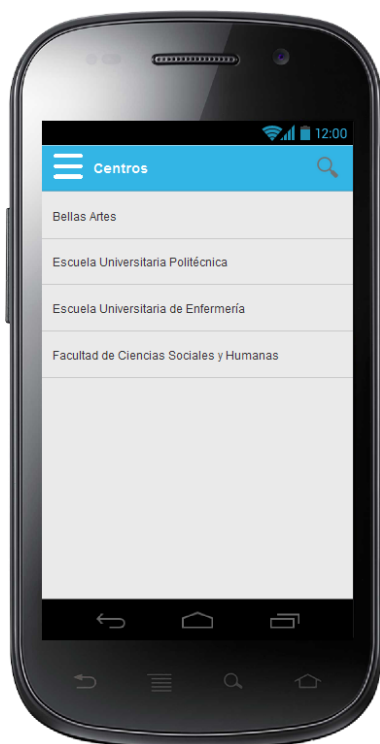 12:00
Centros
Bellas Artes
Escuela Universitaria Politécnica
Escuela Universitaria de Enfermería
Facultad de Ciencias Sociales y Humanas